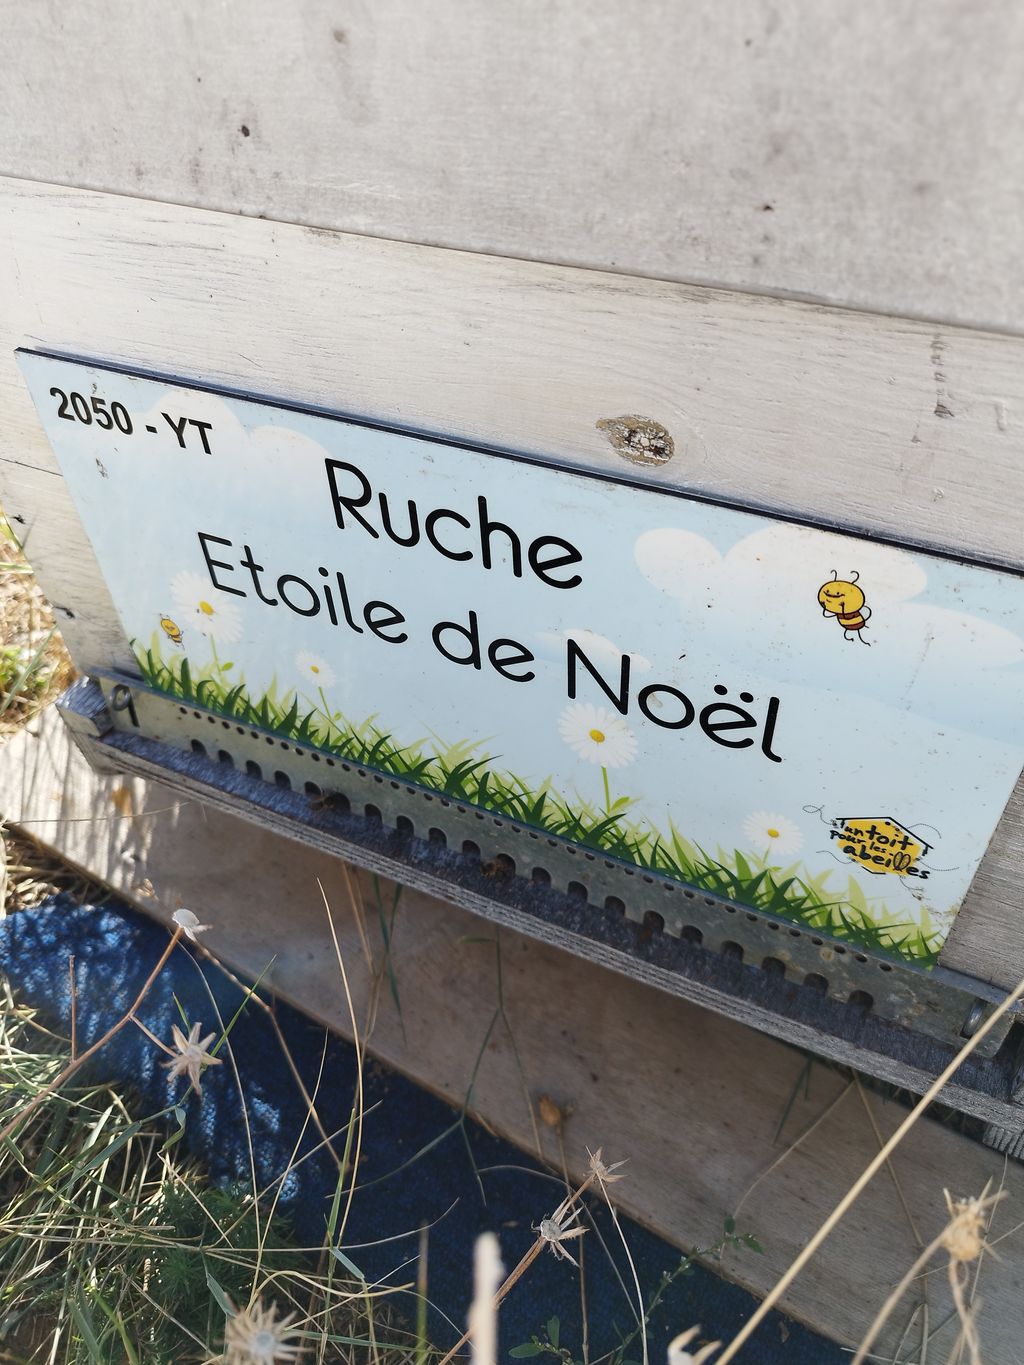 2050 - YT
Ruche
Etoile de Noël
un toit
pour les
abeilles